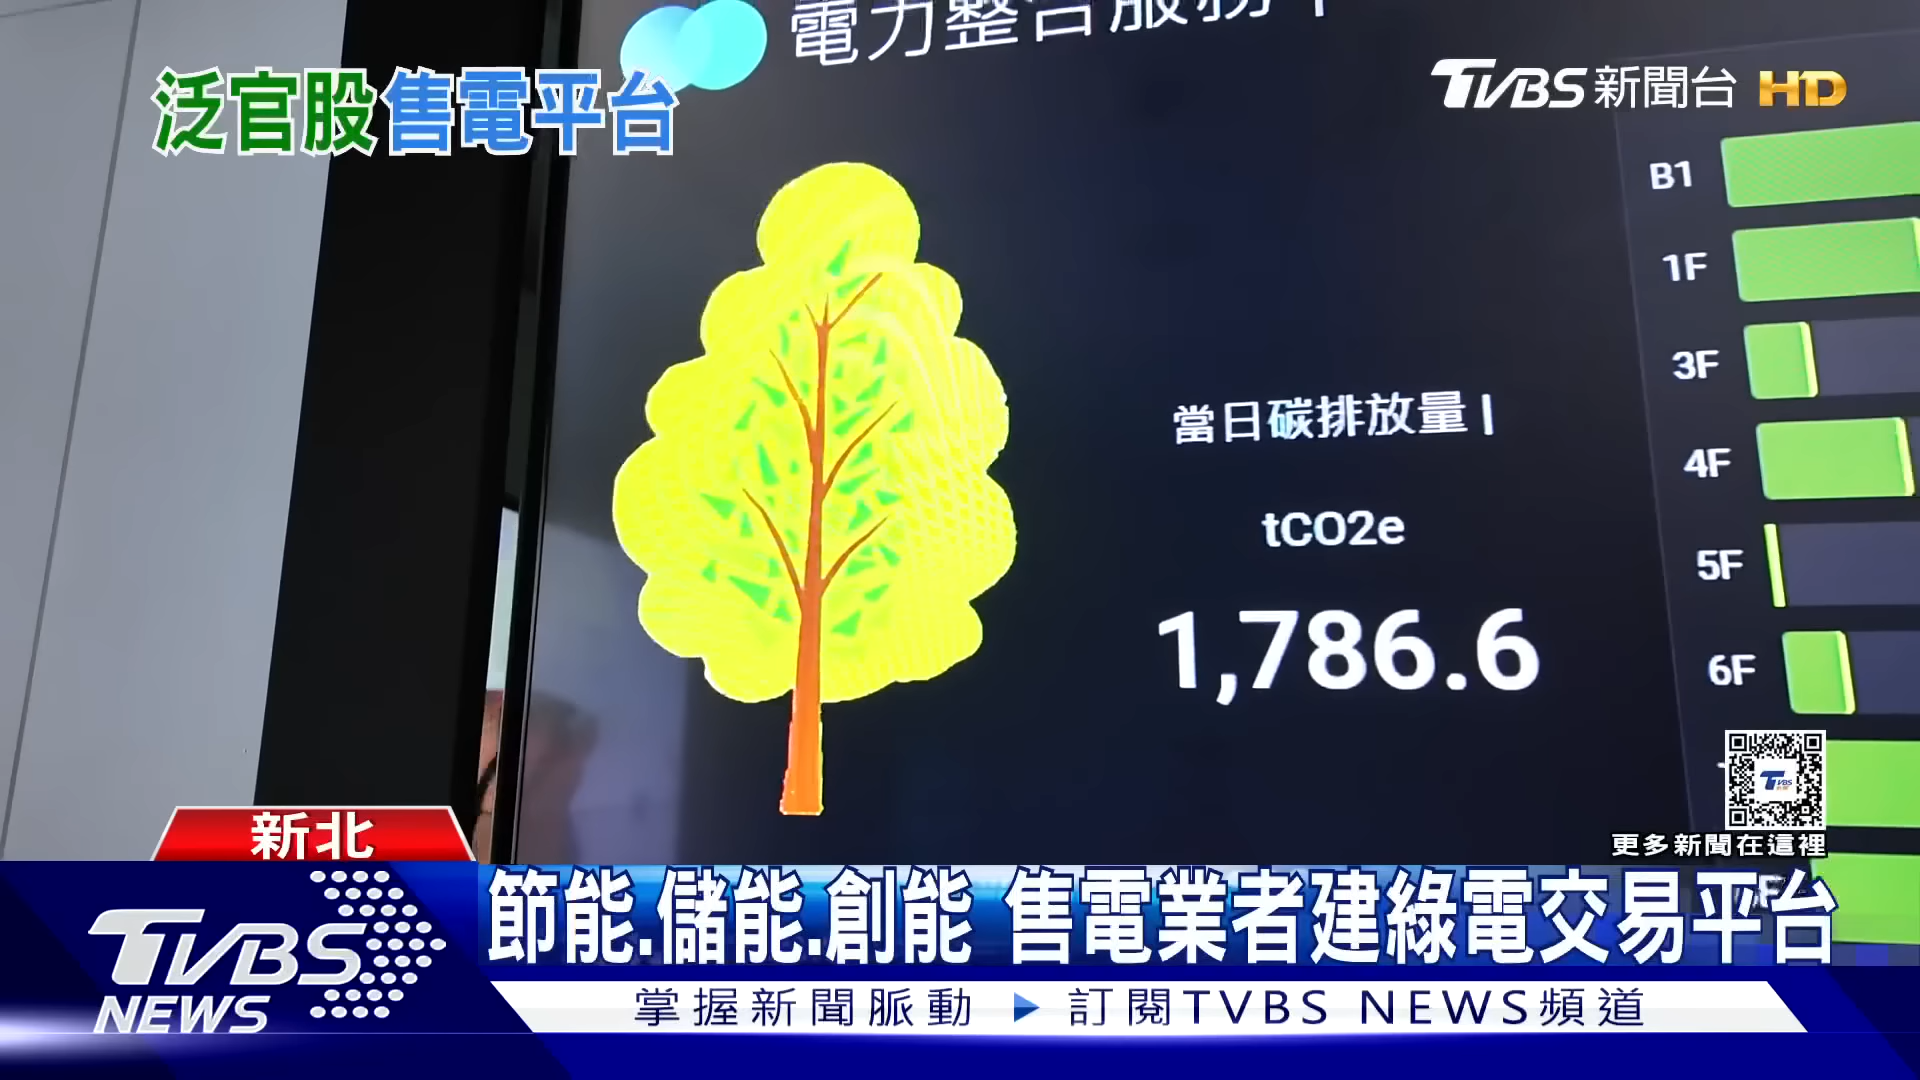 電力整合服務
泛官股售電平台
TVBS新聞台 HD
B1
1F
3F
4F
5F
6F
當日碳排放量 |
tCO2e
1,786.6
TVBS
更多新聞在這裡
新北
節能.儲能.創能 售電業者建綠電交易平台
TVBS
NEWS
掌握新聞脈動 ▶ 訂閱TVBS NEWS頻道